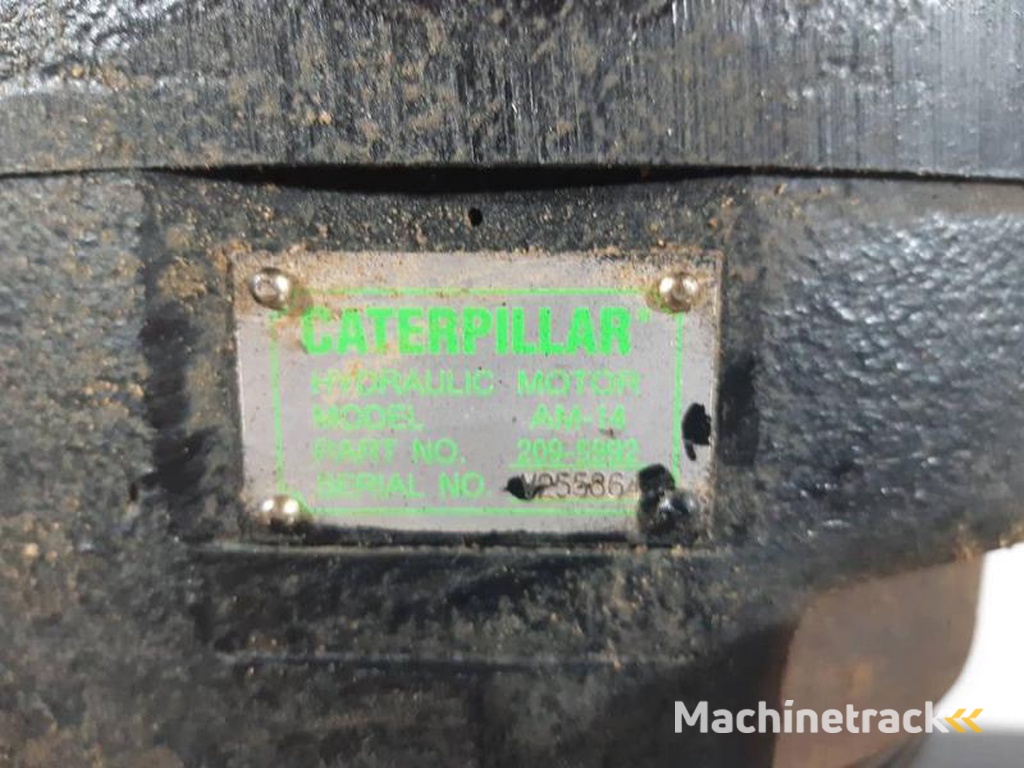 CATERPILLAR®
HYDRAULIC MOTOR
MODEL AM-14
PART NO. 209-5992
SERIAL NO.
Machinetrack